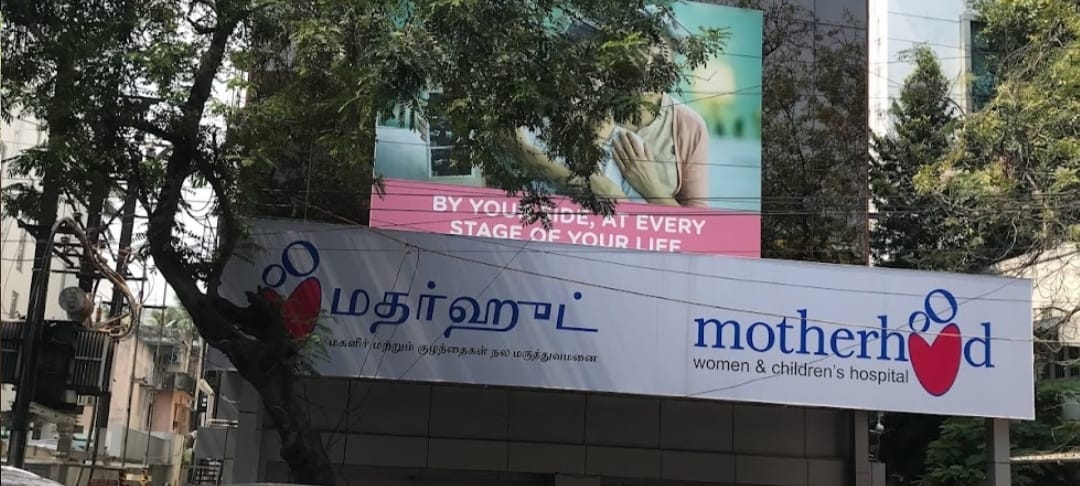 BY YOUR SIDE, AT EVERY
STAGE OF YOUR LIFE
மதர்ஹுட்
மகளிர் மற்றும் குழந்தைகள் நல மருத்துவமனை
motherhood
women & children's hospital